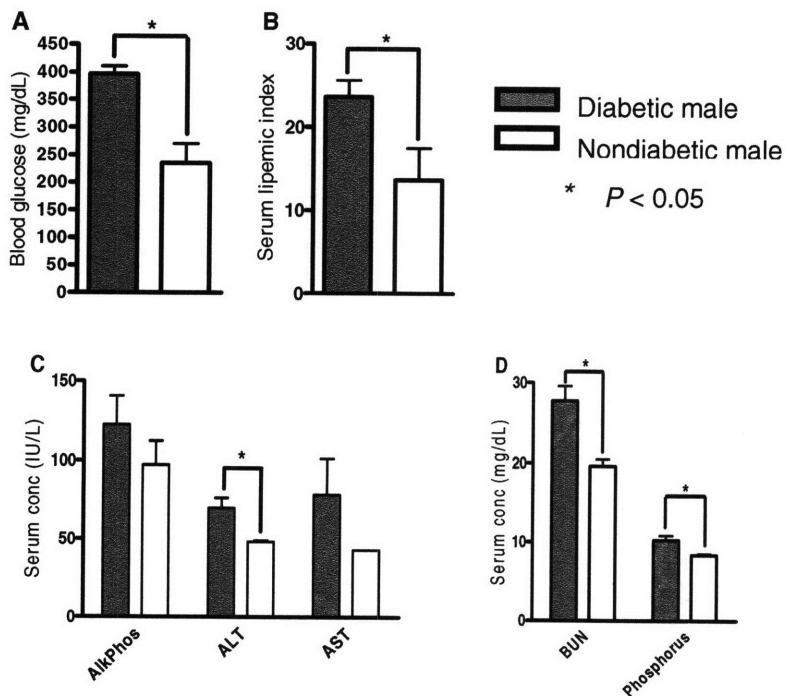 A
Blood glucose (mg/dL)
450
400
350
300
250
200
150
100
50
0
*
B
Serum lipemic index
30
20
10
0
*
Diabetic male
Nondiabetic male
* P < 0.05
C
Serum conc (IU/L)
150
100
50
0
*
AlkPhos
ALT
AST
D
Serum conc (mg/dL)
30
20
10
0
*
*
BUN
Phosphorus